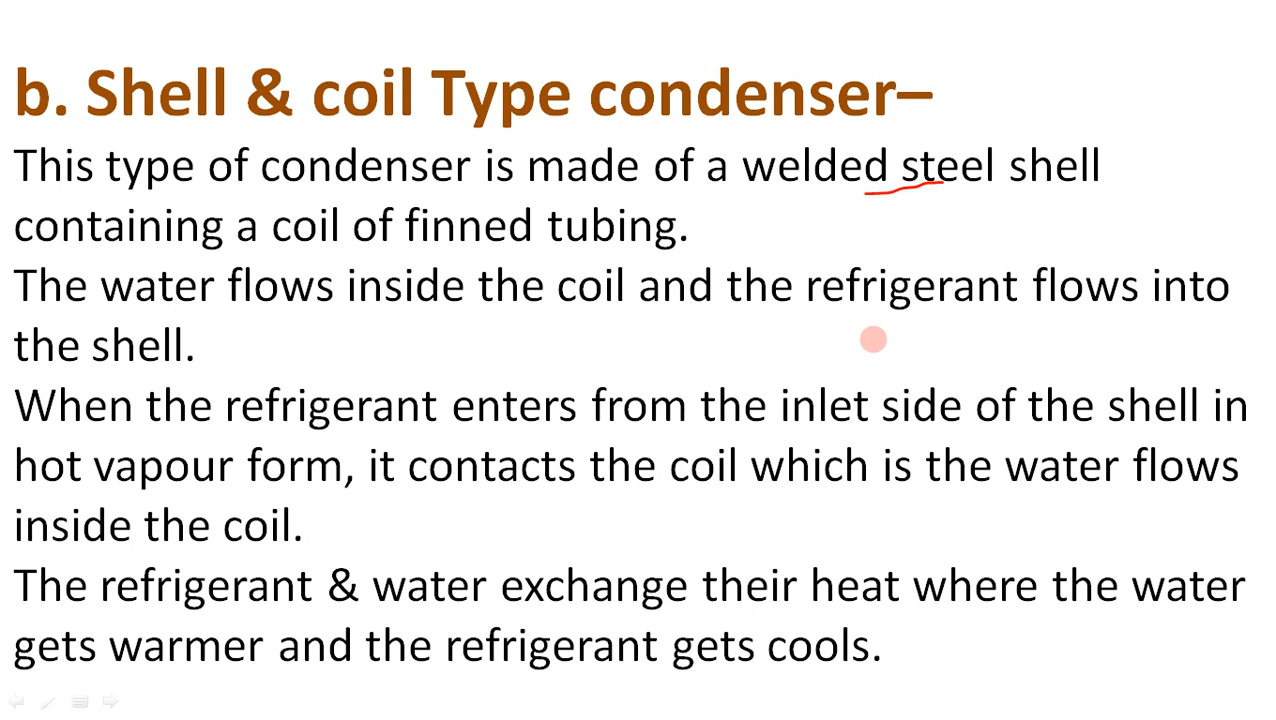 b. Shell & coil Type condenser–
This type of condenser is made of a welded steel shell
containing a coil of finned tubing.
The water flows inside the coil and the refrigerant flows into
the shell.
When the refrigerant enters from the inlet side of the shell in
hot vapour form, it contacts the coil which is the water flows
inside the coil.
The refrigerant & water exchange their heat where the water
gets warmer and the refrigerant gets cools.